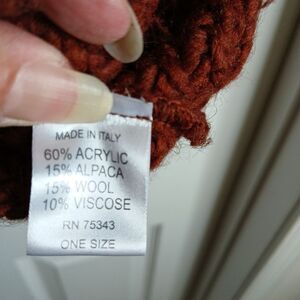 MADE IN ITALY
60% ACRYLIC
15% ALPACA
15% WOOL
10% VISCOSE
RN 75343
ONE SIZE